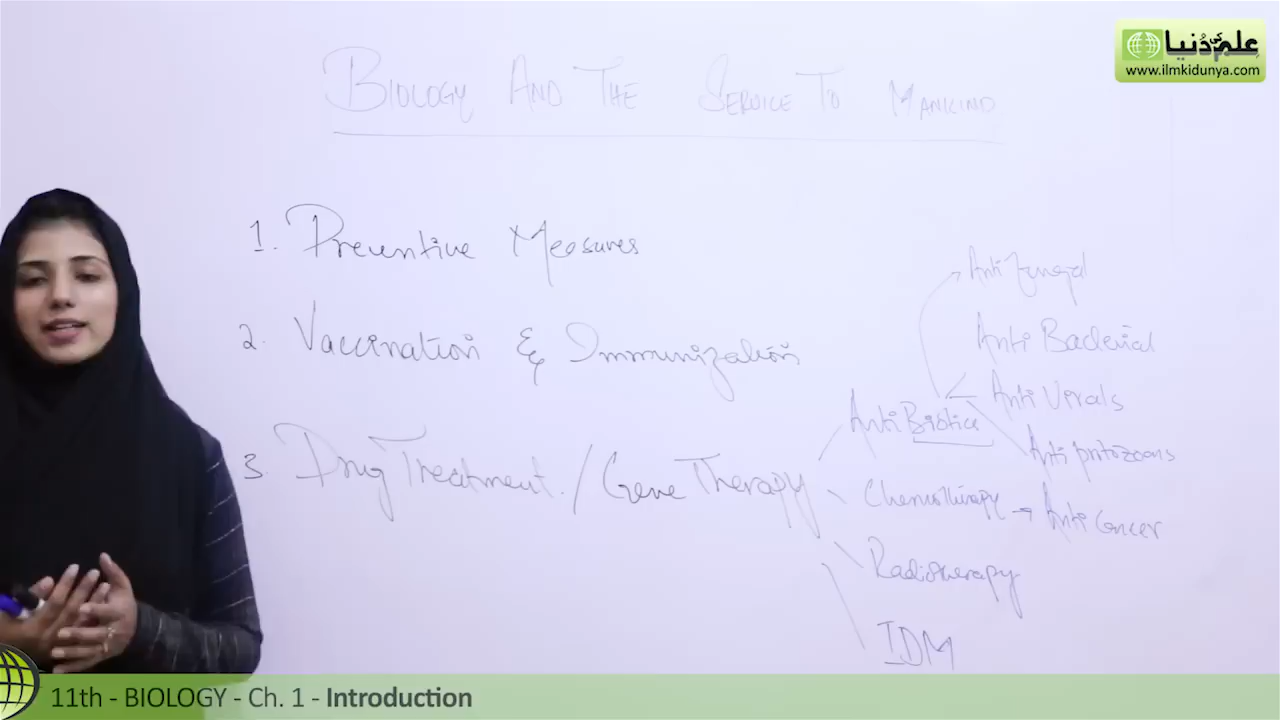 علم کی دنیا
www.ilmkidunya.com
BIOLOGY AND THE SERVICE TO MANKIND
1. Preventive Measures
2. Vaccination & Immunization
3. Drug Treatment. / Gene Therapy
Anti fungal
Anti Bacterial
Anti Virals
Anti Biotics
Anti protozoans
Chemotherapy → Anti Cancer
Radiotherapy
IDM
11th - BIOLOGY - Ch. 1 - Introduction